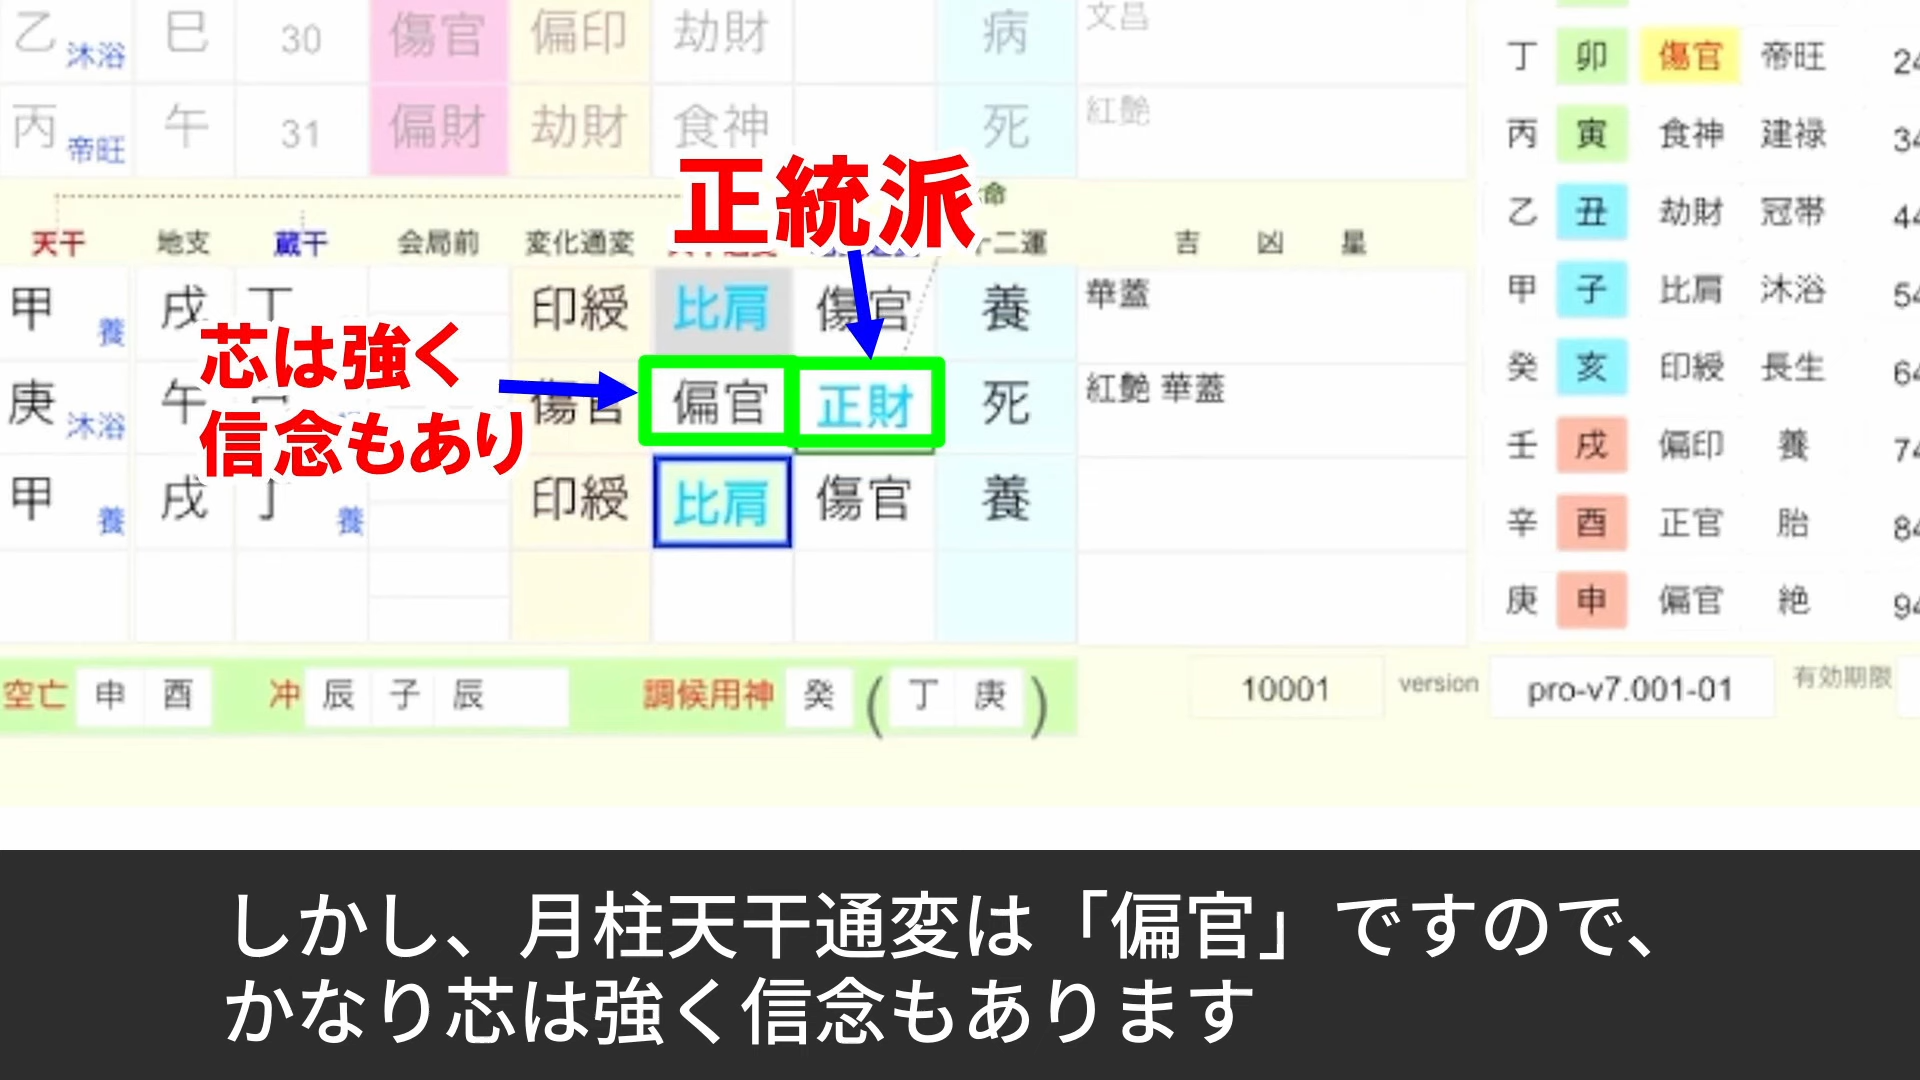 乙 沐浴 巳 30 傷官 偏印 劫財 病 文昌
丙 帝旺 午 31 偏財 劫財 食神 死 紅艶
正統派
命
天干 地支 蔵干 会局前 変化通変 十二運 吉 凶 星
甲 養 戌 丁 印綬 比肩 傷官 養 華蓋
芯は強く
信念もあり
庚 沐浴 午 傷官 偏官 正財 死 紅艶 華蓋
甲 養 戌 丁 養 印綬 比肩 傷官 養
空亡 申 酉 冲 辰 子 辰 調候用神 癸 ( 丁 庚 )
丁 卯 傷官 帝旺
丙 寅 食神 建禄
乙 丑 劫財 冠帯
甲 子 比肩 沐浴
癸 亥 印綬 長生
壬 戌 偏印 養
辛 酉 正官 胎
庚 申 偏官 絶
10001 version pro-v7.001-01 有効期限
しかし、月柱天干通変は「偏官」ですので、
かなり芯は強く信念もあります